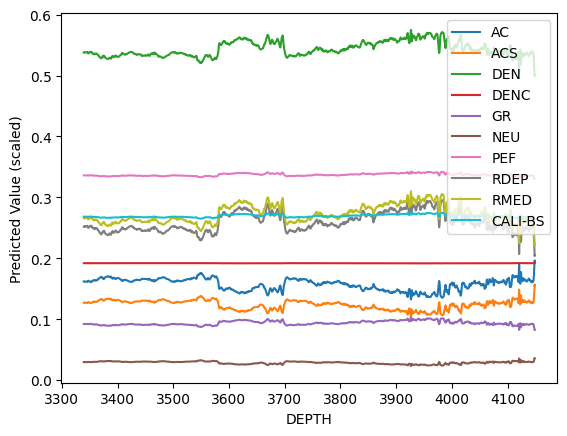 0.6
0.5
0.4
0.3
0.2
0.1
0.0
Predicted Value (scaled)
3300 3400 3500 3600 3700 3800 3900 4000 4100
DEPTH
AC
ACS
DEN
DENC
GR
NEU
PEF
RDEP
RMED
CALI-BS